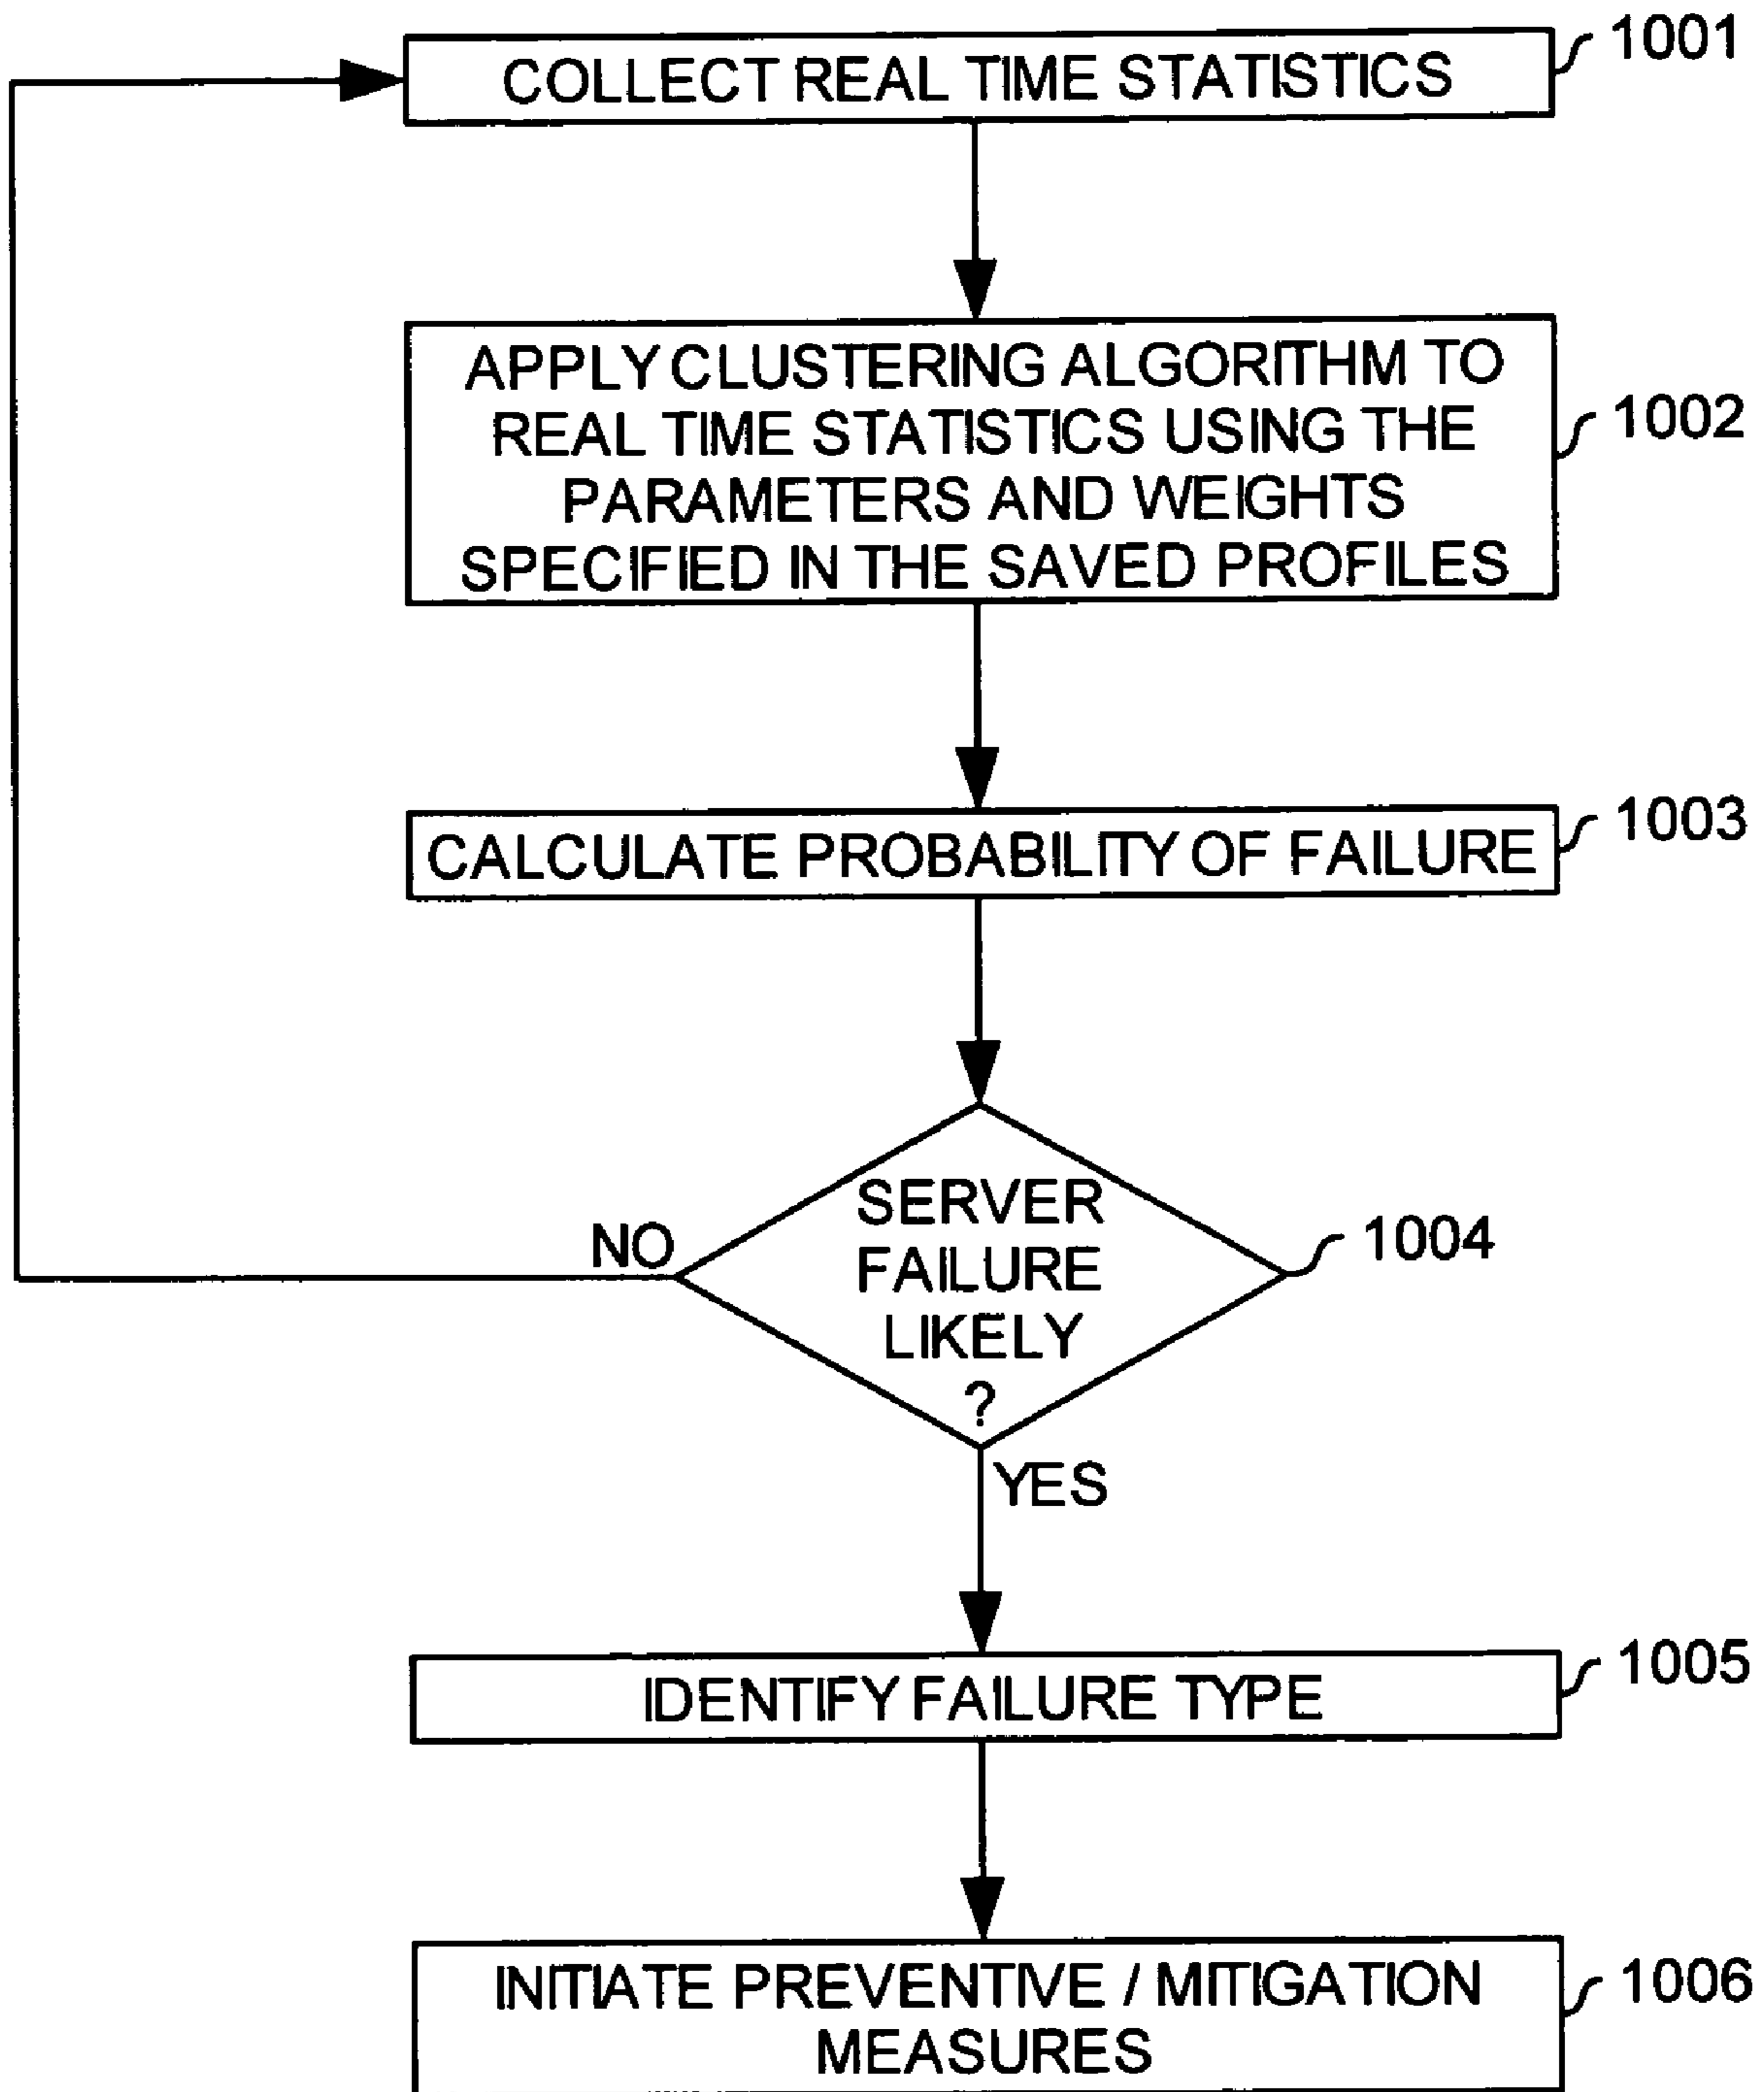 COLLECT REAL TIME STATISTICS
1001
APPLY CLUSTERING ALGORITHM TO
REAL TIME STATISTICS USING THE
PARAMETERS AND WEIGHTS
SPECIFIED IN THE SAVED PROFILES
1002
CALCULATE PROBABILITY OF FAILURE
1003
SERVER
FAILURE
LIKELY
?
1004
NO
YES
IDENTIFY FAILURE TYPE
1005
INITIATE PREVENTIVE / MITIGATION
MEASURES
1006